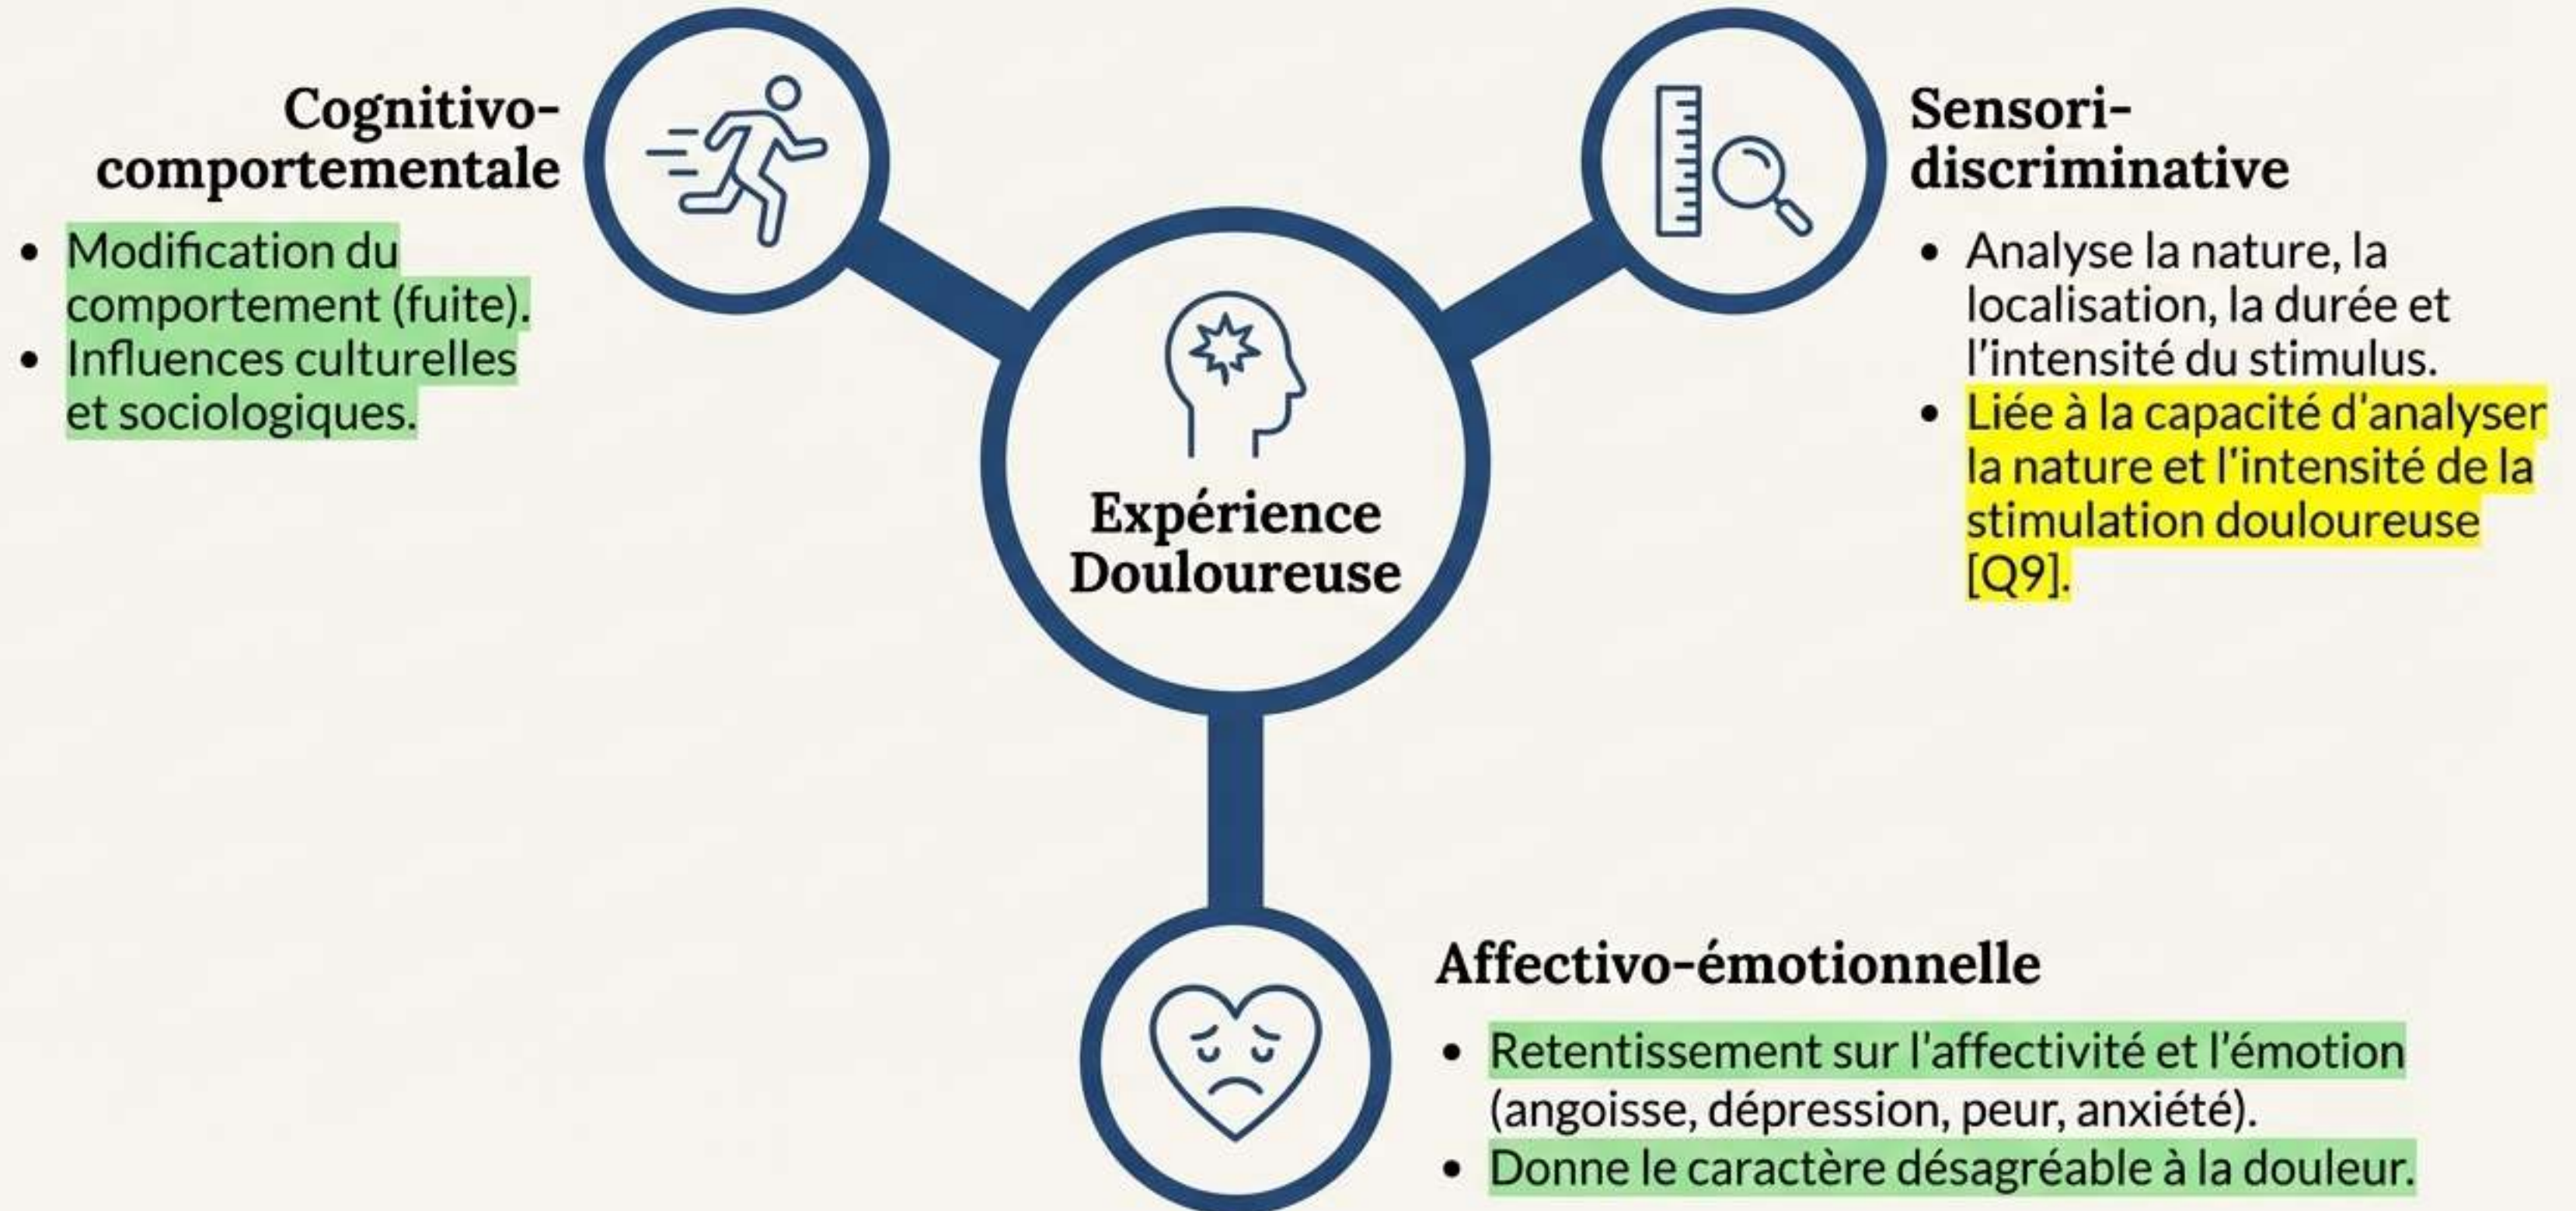 Cognitivo-
comportementale
• Modification du
comportement (fuite).
• Influences culturelles
et sociologiques.
Sensori-
discriminative
• Analyse la nature, la
localisation, la durée et
l'intensité du stimulus.
• Liée à la capacité d'analyser
la nature et l'intensité de la
stimulation douloureuse
[Q9].
Expérience
Douloureuse
Affectivo-émotionnelle
• Retentissement sur l'affectivité et l'émotion
(angoisse, dépression, peur, anxiété).
• Donne le caractère désagréable à la douleur.